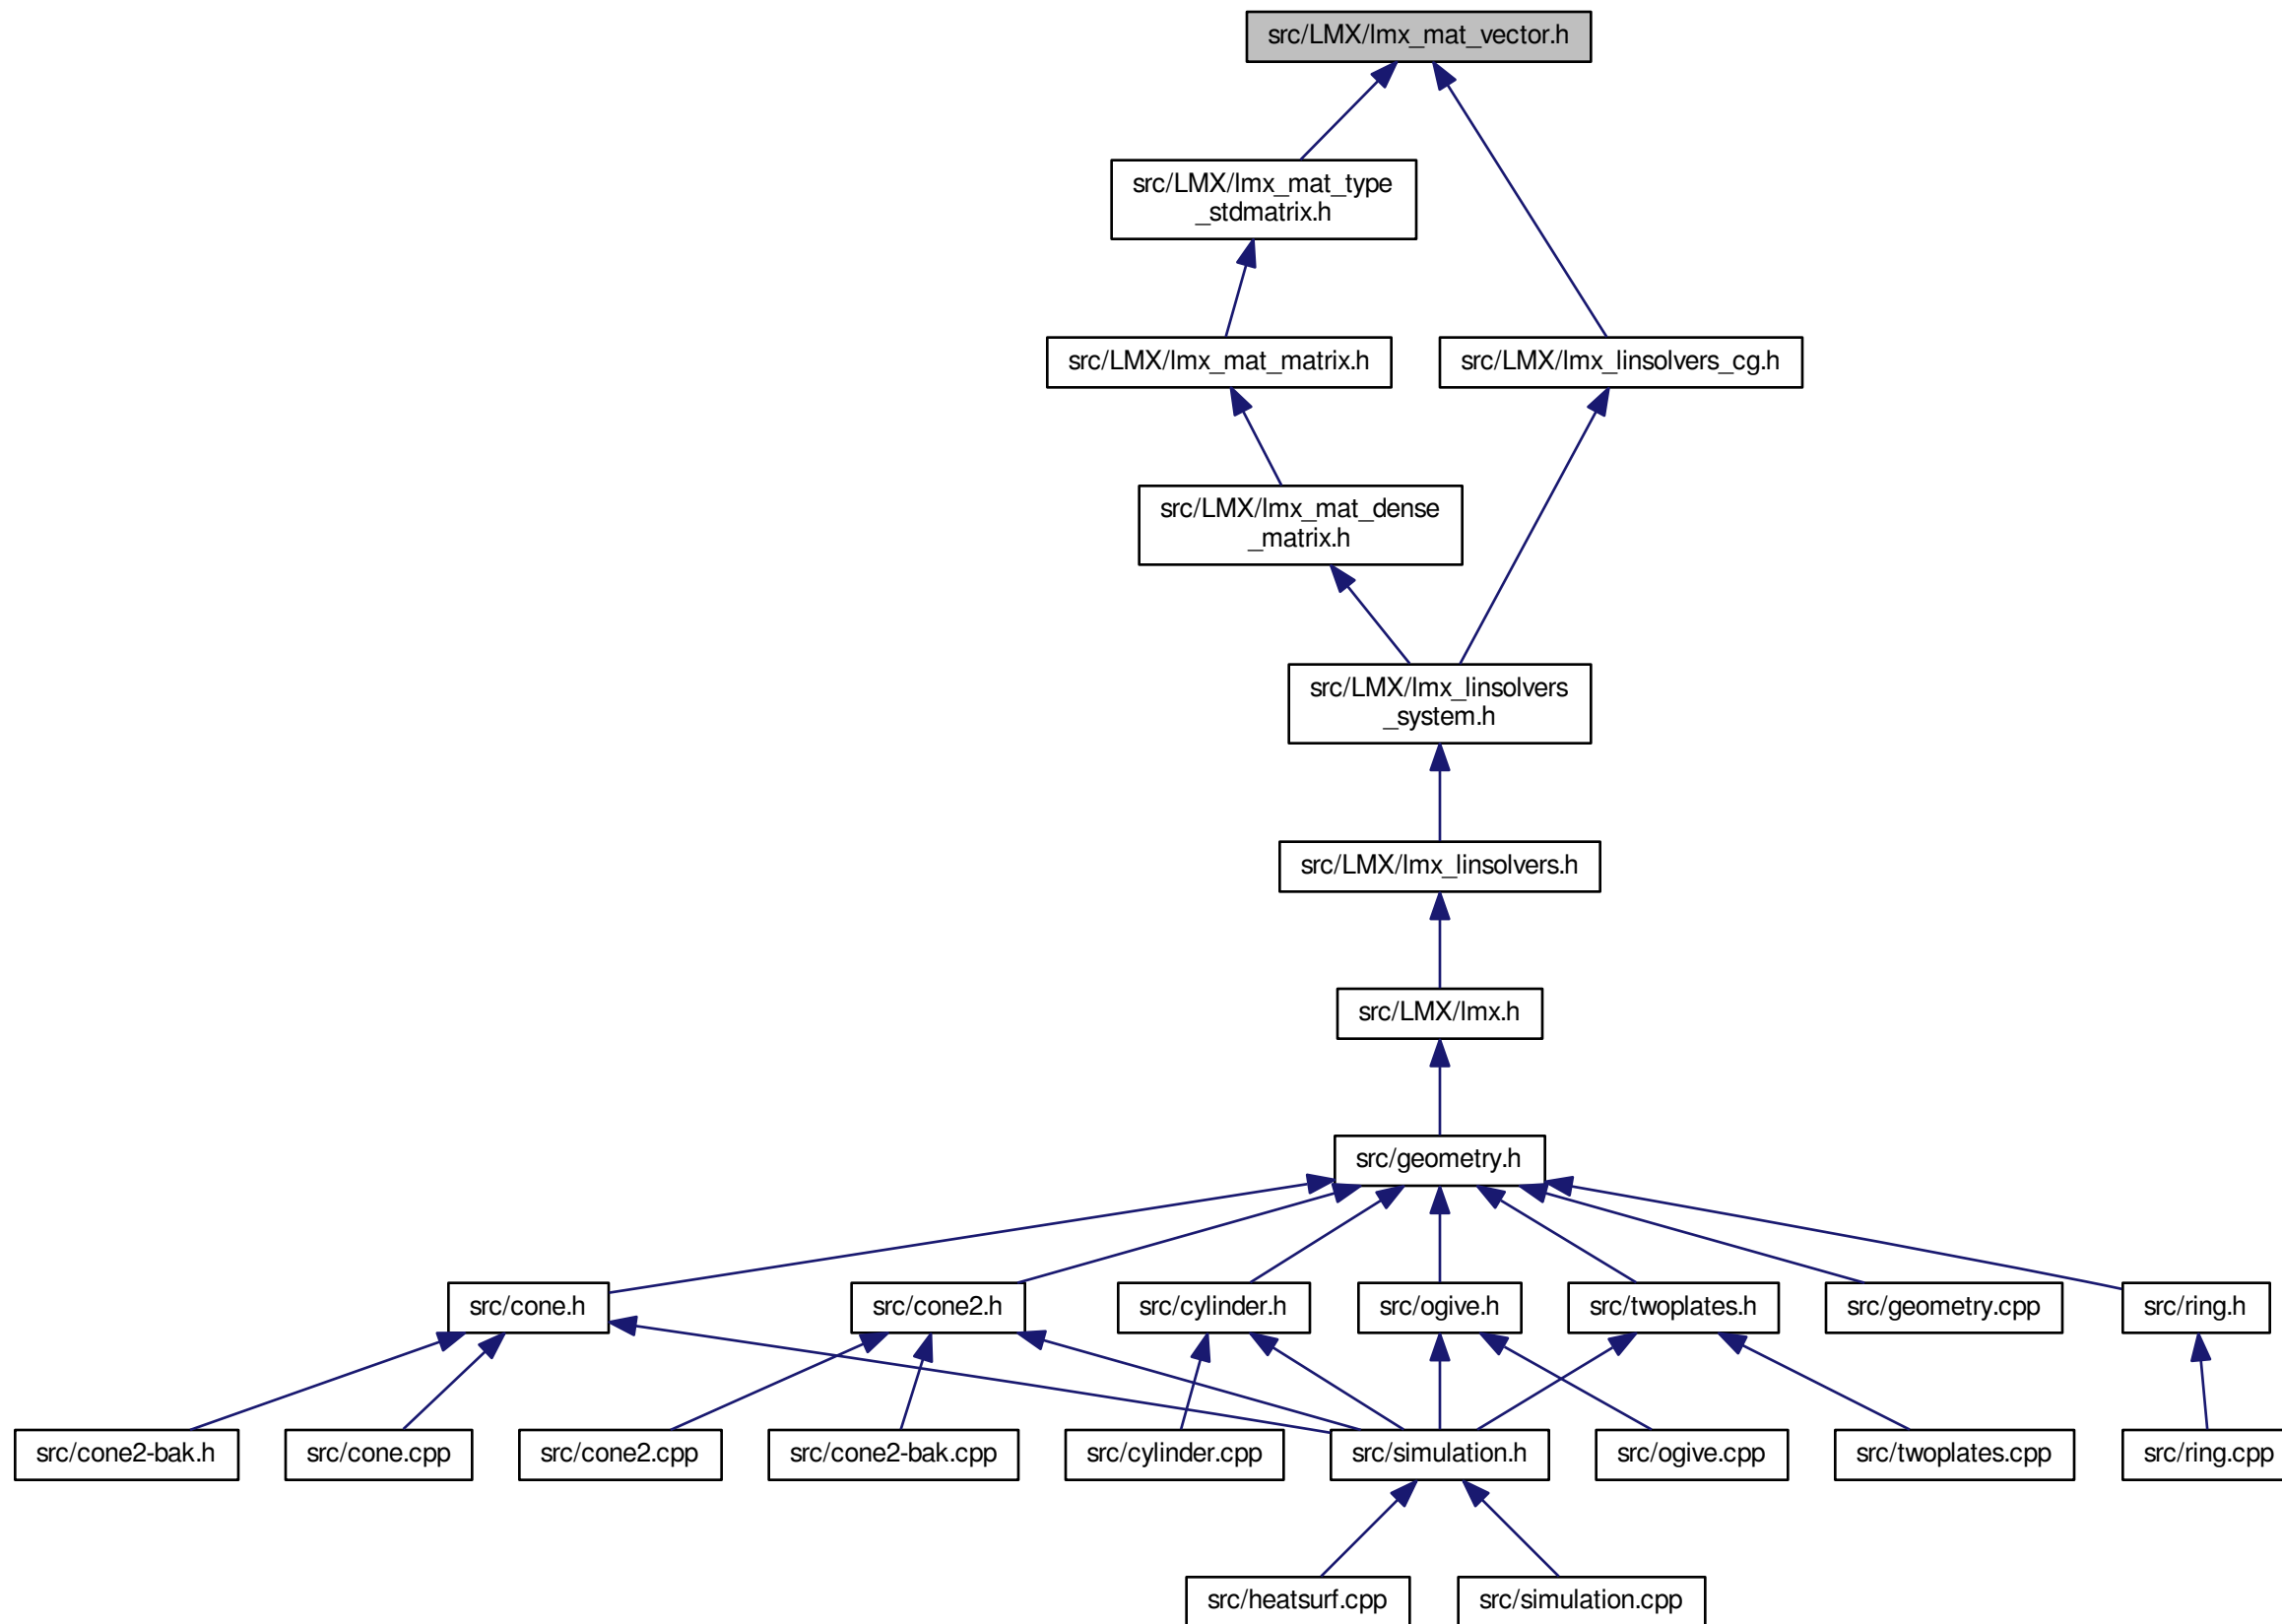 src/LMX/lmx_mat_vector.h
src/LMX/lmx_mat_type
_stdmatrix.h
src/LMX/lmx_mat_matrix.h
src/LMX/lmx_linsolvers_cg.h
src/LMX/lmx_mat_dense
_matrix.h
src/LMX/lmx_linsolvers
_system.h
src/LMX/lmx_linsolvers.h
src/LMX/lmx.h
src/geometry.h
src/cone.h
src/cone2.h
src/cylinder.h
src/ogive.h
src/twoplates.h
src/geometry.cpp
src/ring.h
src/cone2-bak.h
src/cone.cpp
src/cone2.cpp
src/cone2-bak.cpp
src/cylinder.cpp
src/simulation.h
src/ogive.cpp
src/twoplates.cpp
src/ring.cpp
src/heatsurf.cpp
src/simulation.cpp